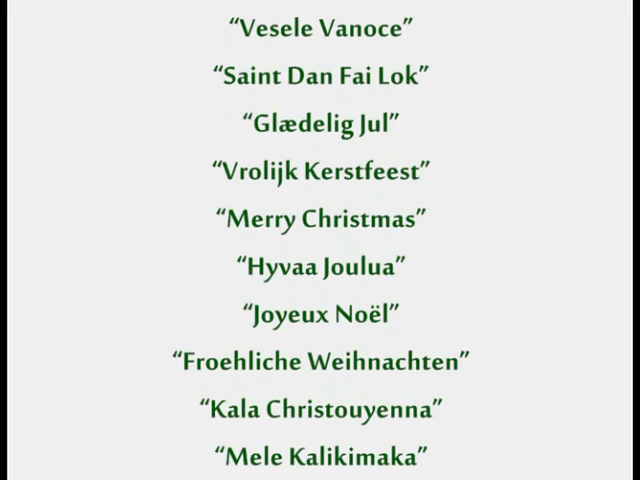 “Vesele Vanoce”
“Saint Dan Fai Lok”
“Glædelig Jul”
“Vrolijk Kerstfeest”
“Merry Christmas”
“Hyvaa Joulua”
“Joyeux Noël”
“Froehliche Weihnachten”
“Kala Christouyenna”
“Mele Kalikimaka”